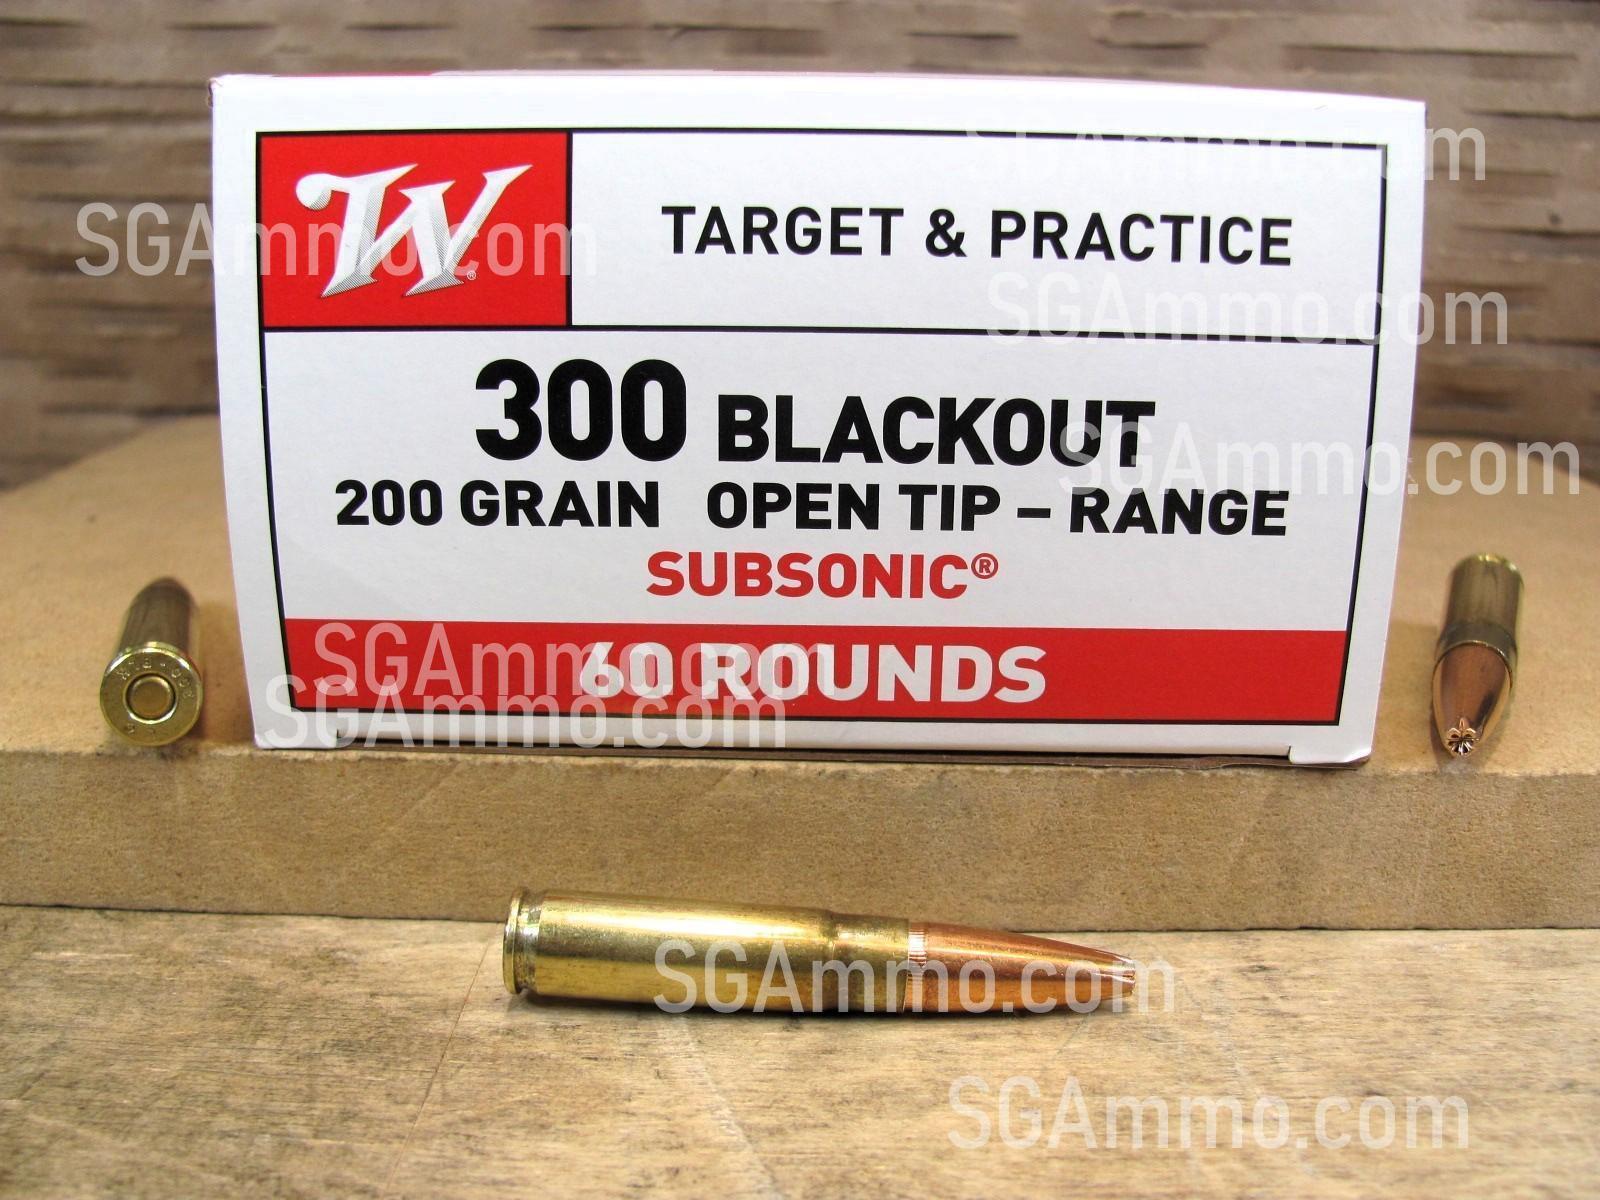 W®
TARGET & PRACTICE
300 BLACKOUT
200 GRAIN OPEN TIP – RANGE
SUBSONIC®
60 ROUNDS
SGAmmo.com
SGAmmo.com
SGAmmo.com
SGAmmo.com
SGAmmo.com
SGAmmo.com
SGAmmo.com
SGAmmo.com